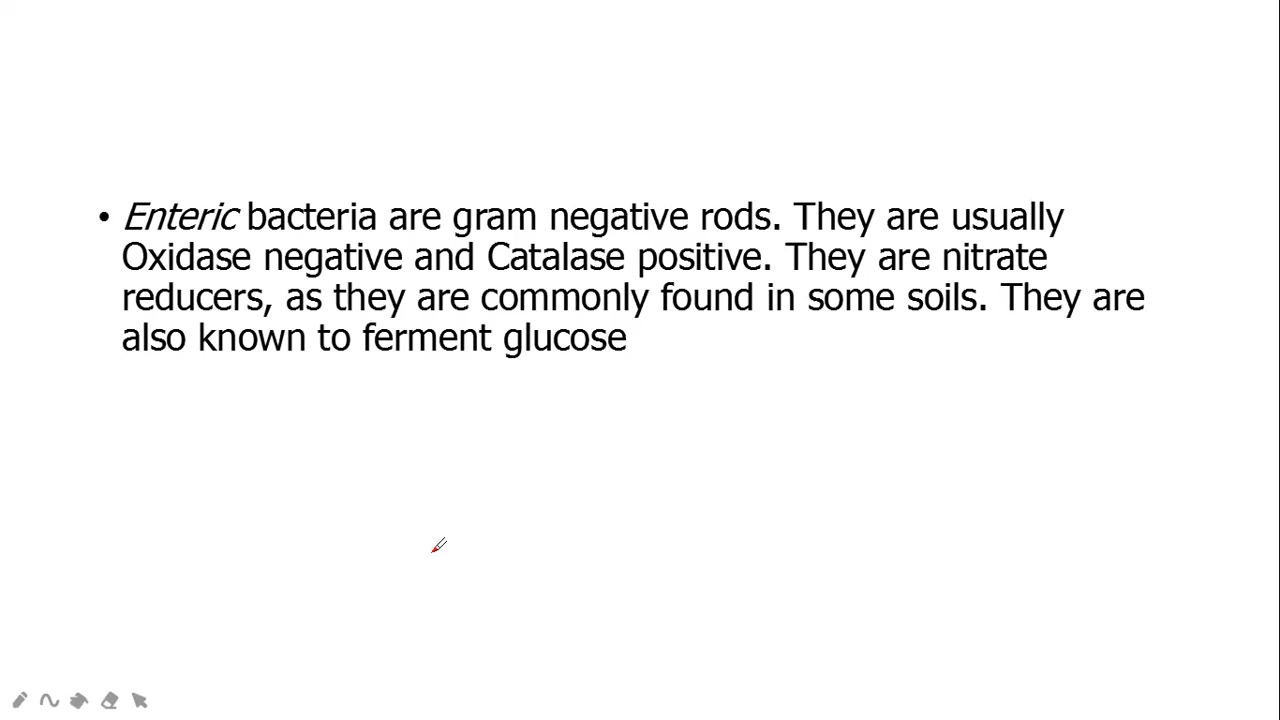 • Enteric bacteria are gram negative rods. They are usually
Oxidase negative and Catalase positive. They are nitrate
reducers, as they are commonly found in some soils. They are
also known to ferment glucose